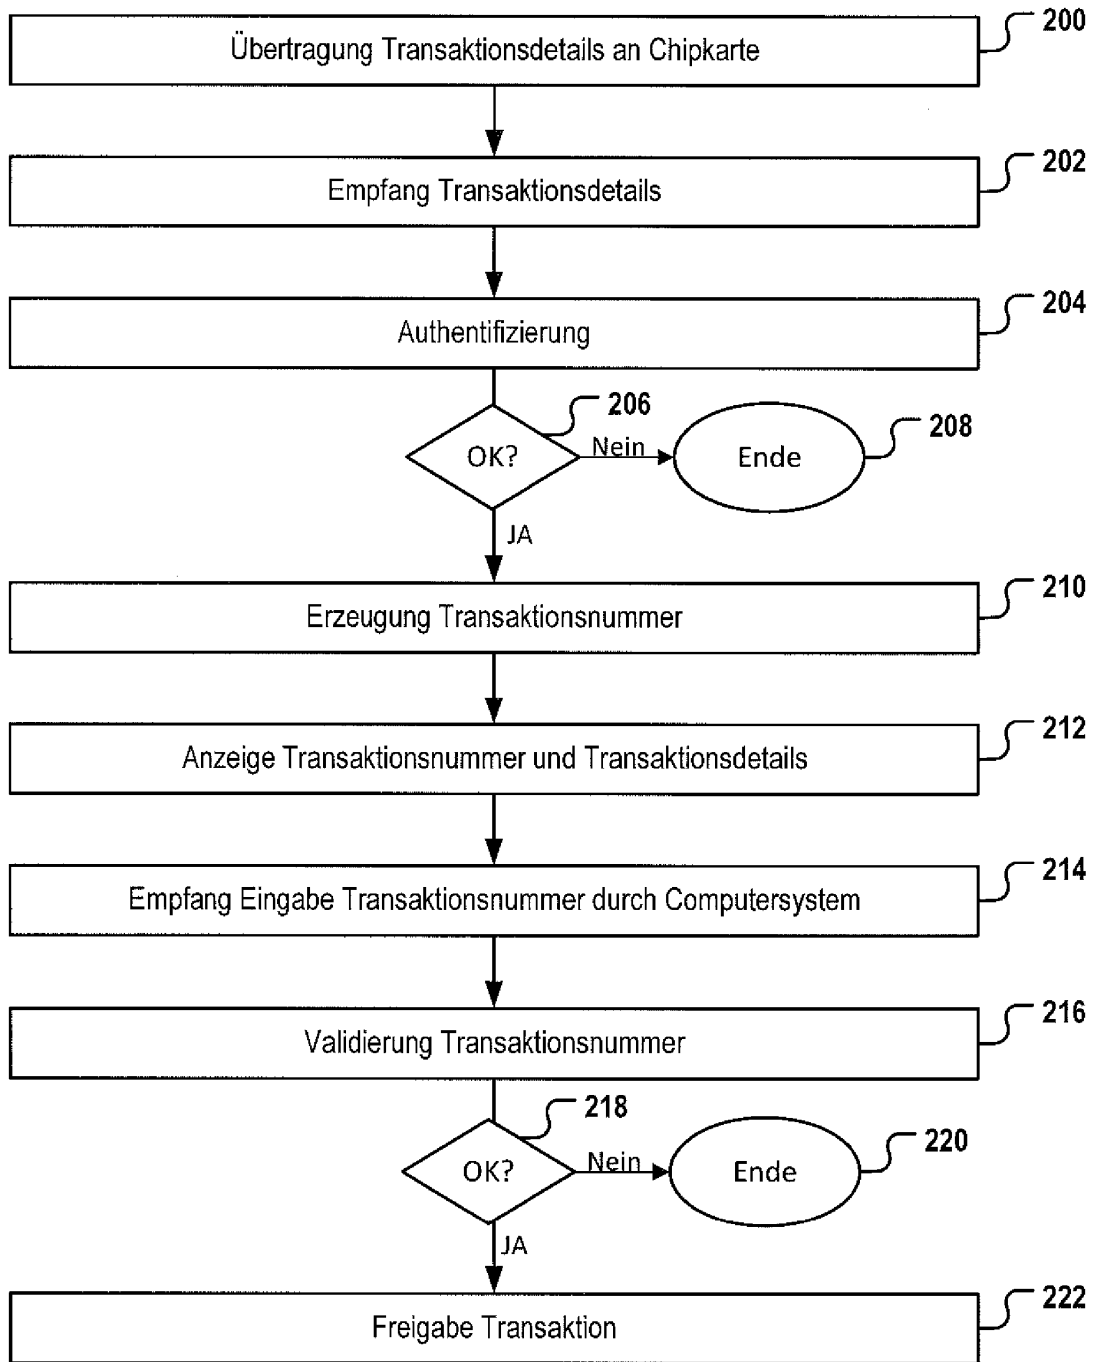 Übertragung Transaktionsdetails an Chipkarte
200
Empfang Transaktionsdetails
202
Authentifizierung
204
OK?
206
Nein
Ende
208
JA
Erzeugung Transaktionsnummer
210
Anzeige Transaktionsnummer und Transaktionsdetails
212
Empfang Eingabe Transaktionsnummer durch Computersystem
214
Validierung Transaktionsnummer
216
OK?
218
Nein
Ende
220
JA
Freigabe Transaktion
222